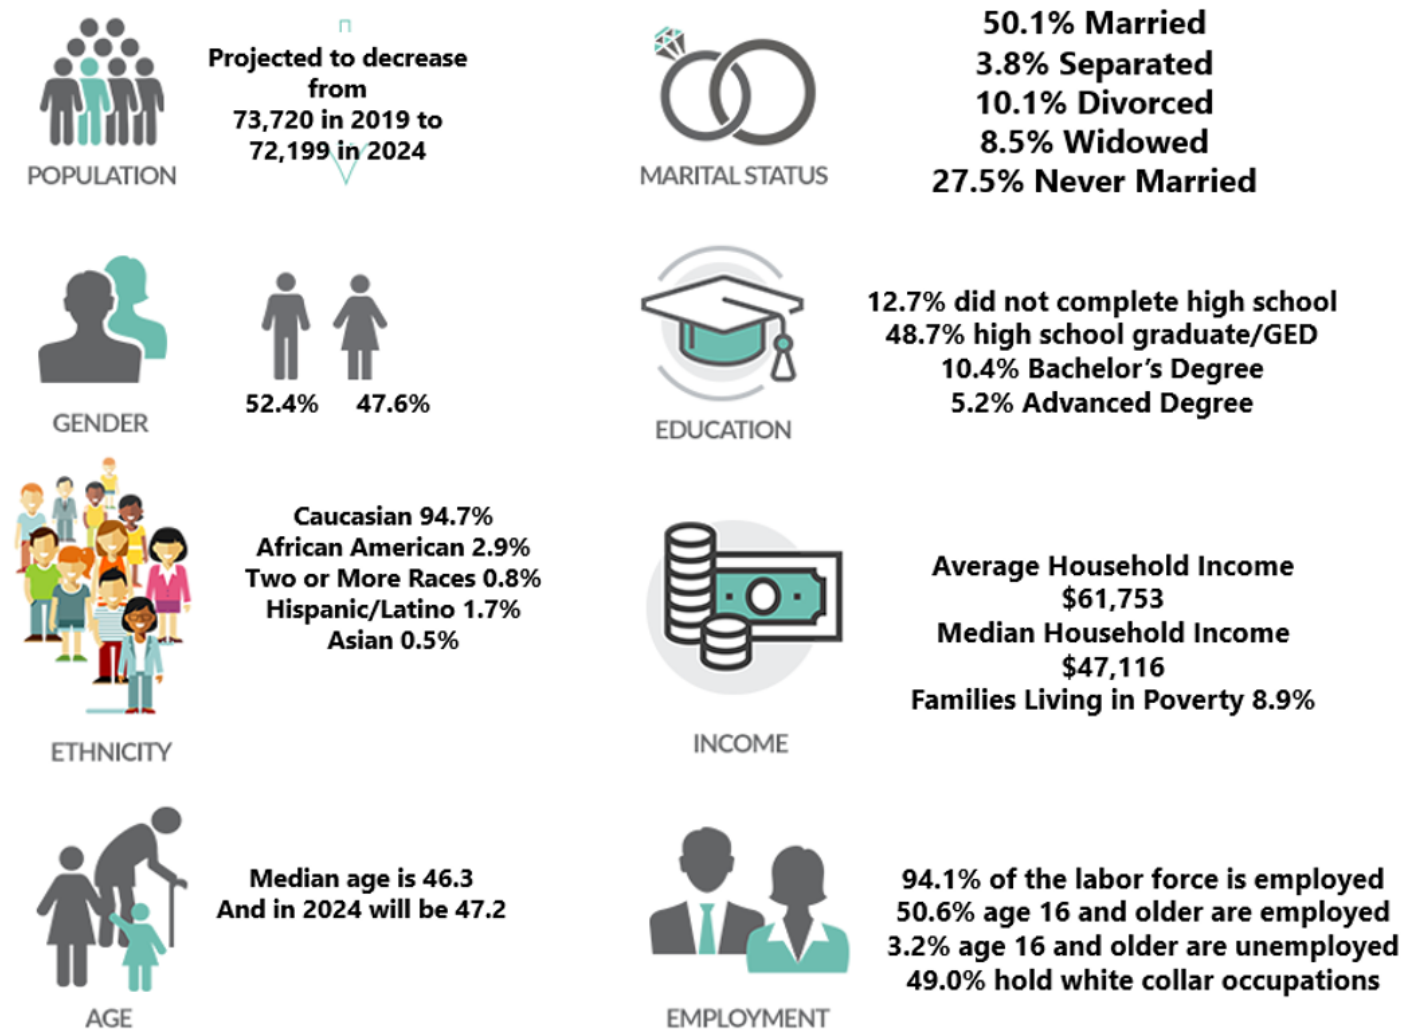 Projected to decrease
from
73,720 in 2019 to
72,199 in 2024
POPULATION
50.1% Married
3.8% Separated
10.1% Divorced
8.5% Widowed
27.5% Never Married
MARITAL STATUS
52.4% 47.6%
GENDER
12.7% did not complete high school
48.7% high school graduate/GED
10.4% Bachelor’s Degree
5.2% Advanced Degree
EDUCATION
Caucasian 94.7%
African American 2.9%
Two or More Races 0.8%
Hispanic/Latino 1.7%
Asian 0.5%
ETHNICITY
Average Household Income
$61,753
Median Household Income
$47,116
Families Living in Poverty 8.9%
INCOME
Median age is 46.3
And in 2024 will be 47.2
AGE
94.1% of the labor force is employed
50.6% age 16 and older are employed
3.2% age 16 and older are unemployed
49.0% hold white collar occupations
EMPLOYMENT